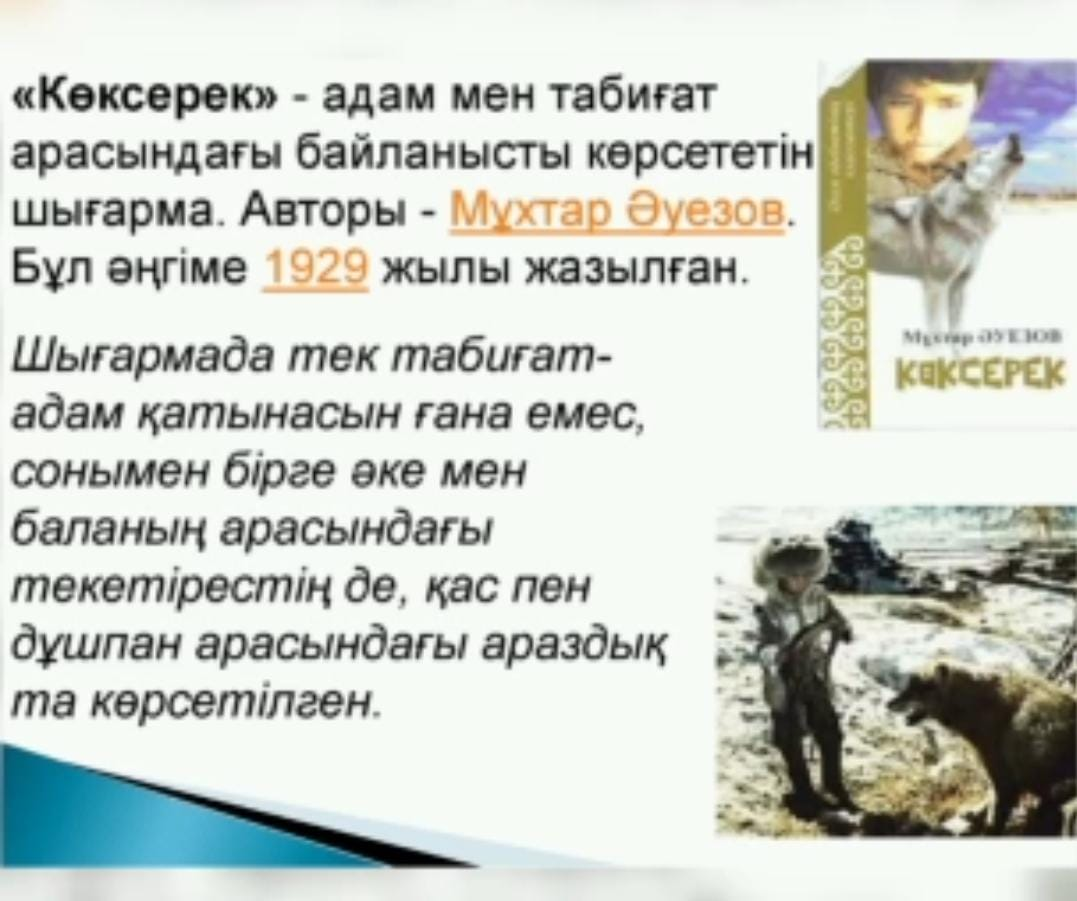 «Көксерек» - адам мен табиғат
арасындағы байланысты көрсететін
шығарма. Авторы - Мұхтар Әуезов.
Бұл әңгіме 1929 жылы жазылған.
Шығармада тек табиғат-
адам қатынасын ғана емес,
сонымен бірге әке мен
баланың арасындағы
текетірестің де, қас пен
дұшпан арасындағы араздық
та көрсетілген.
Мұхтар ӘУЕЗОВ
КӨКСЕРЕК